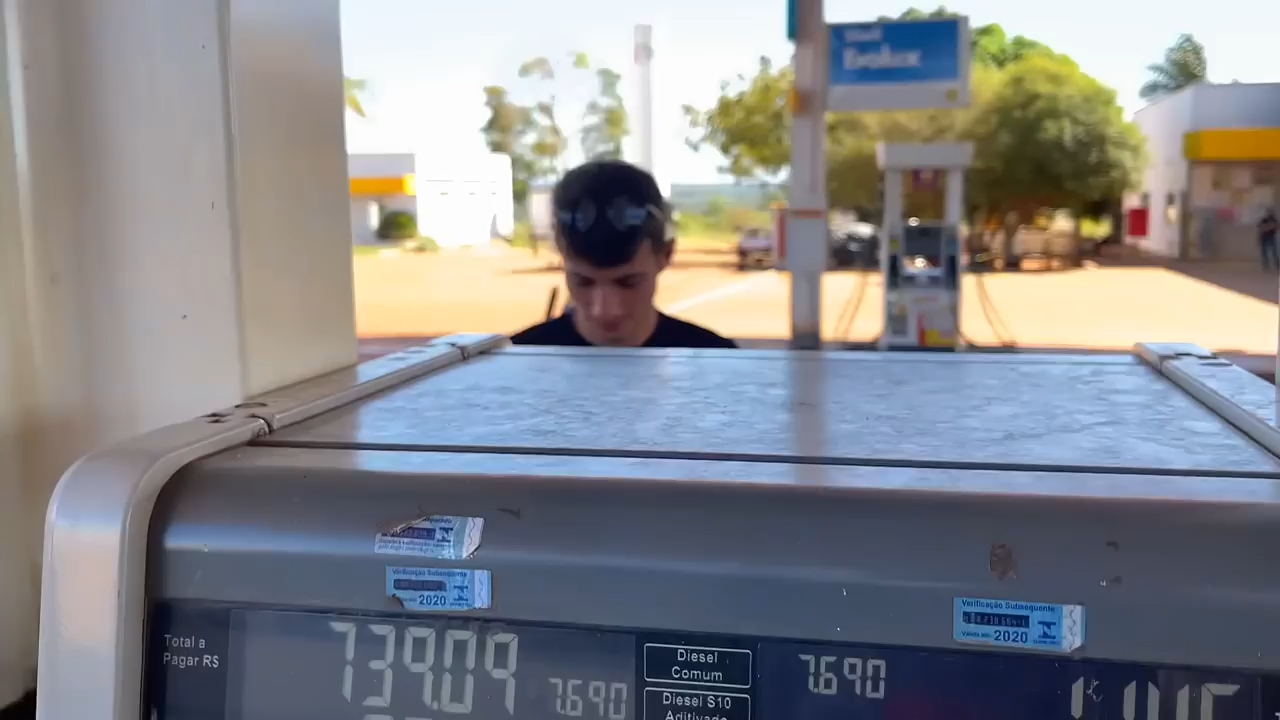 Evolux
Verificação Subsequente
2020
Verificação Subsequente
2020
Total a
Pagar R$
739.09
7.690
Diesel
Comum
Diesel S10
Aditivado
7.690